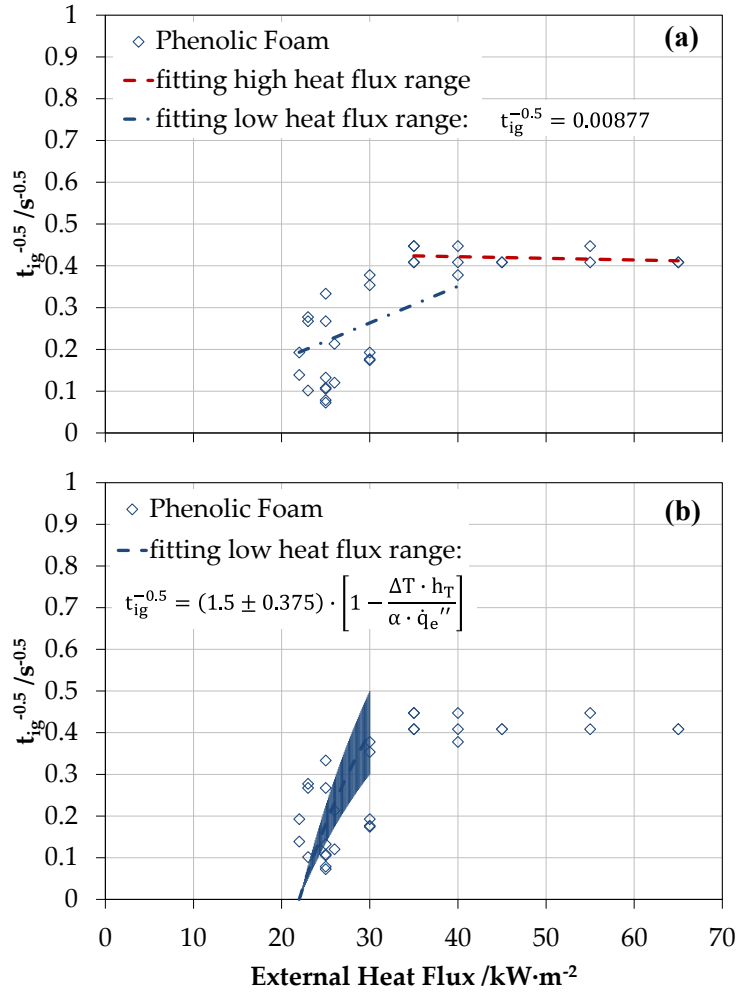 1
0.9
0.8
0.7
0.6
0.5
0.4
0.3
0.2
0.1
0
t_ig^-0.5 /s^-0.5
(a)
Phenolic Foam
fitting high heat flux range
fitting low heat flux range: t_ig^-0.5 = 0.00877
1
0.9
0.8
0.7
0.6
0.5
0.4
0.3
0.2
0.1
0
t_ig^-0.5 /s^-0.5
(b)
Phenolic Foam
fitting low heat flux range:
t_ig^-0.5 = (1.5 ± 0.375) · [1 − (ΔT · h_T)/(α · q̇_e'')]
0 10 20 30 40 50 60 70
External Heat Flux /kW·m^-2